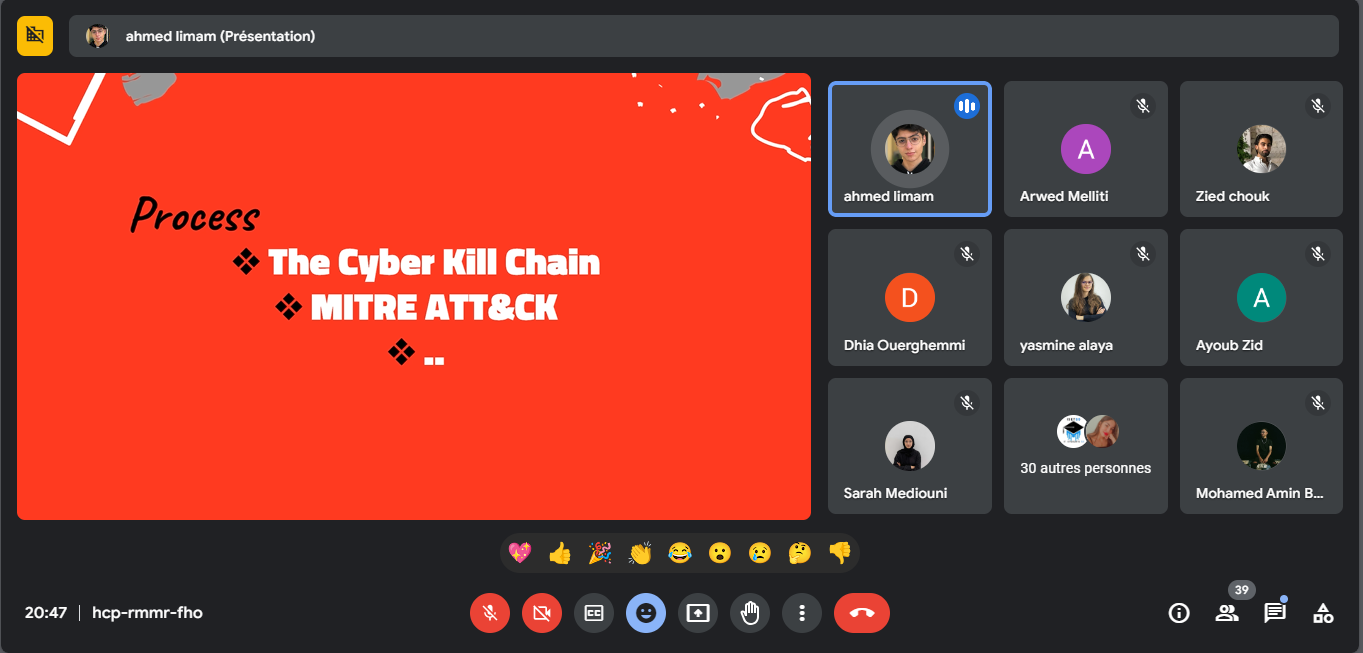 ahmed limam (Présentation)
Process
❖ The Cyber Kill Chain
❖ MITRE ATT&CK
❖ ..
ahmed limam
A
Arwed Melliti
Zied chouk
D
Dhia Ouerghemmi
yasmine alaya
A
Ayoub Zid
Sarah Mediouni
30 autres personnes
Mohamed Amin B...
20:47 | hcp-rmmr-fho
CC
39